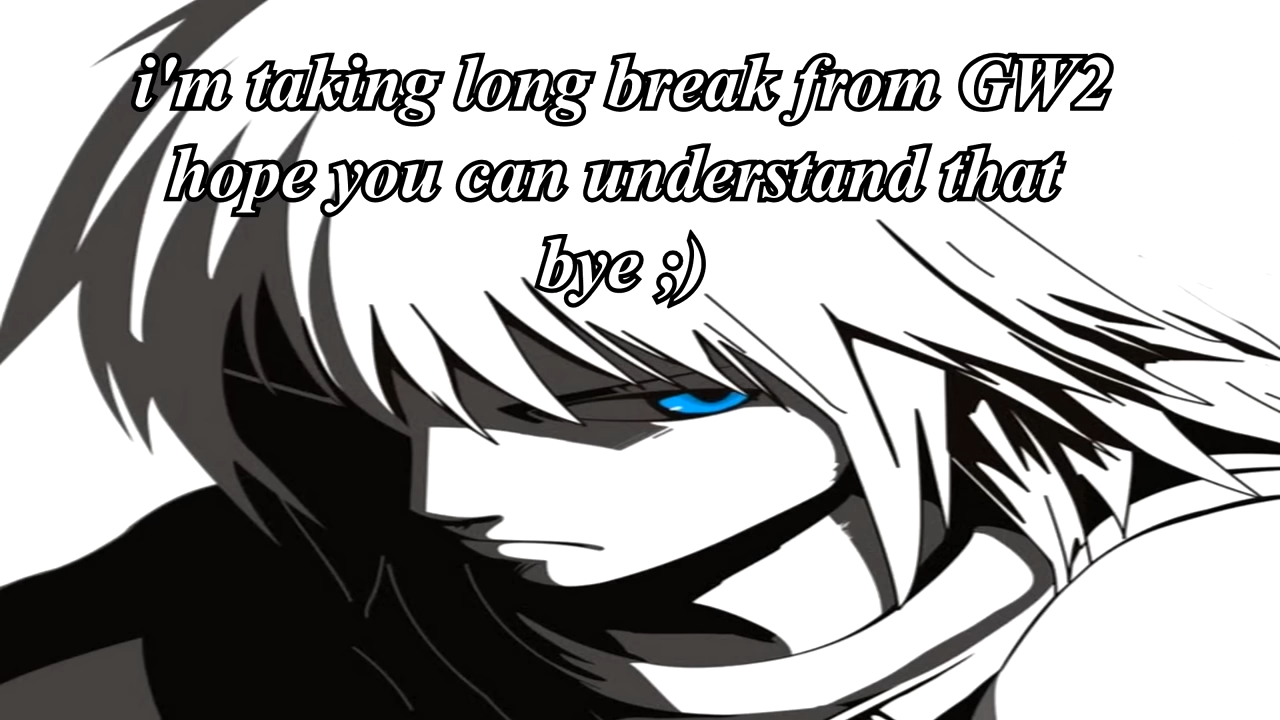 i'm taking long break from GW2
hope you can understand that
bye ;)